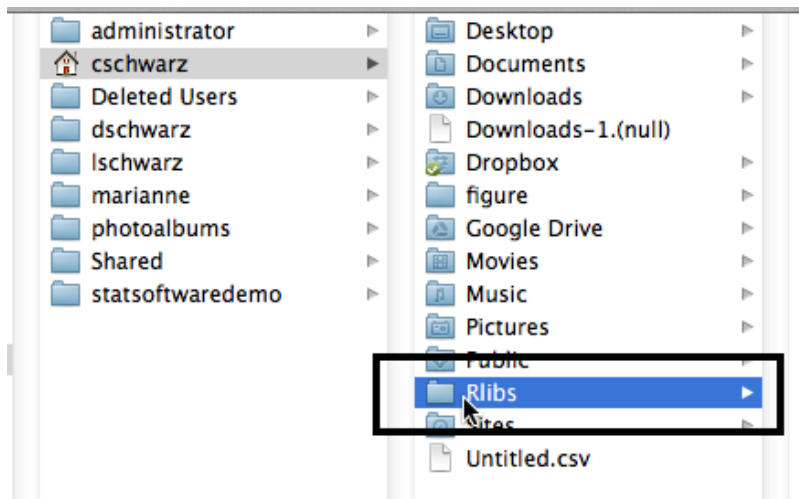 administrator
cschwarz
Deleted Users
dschwarz
lschwarz
marianne
photoalbums
Shared
statsoftwaredemo
Desktop
Documents
Downloads
Downloads-1.(null)
Dropbox
figure
Google Drive
Movies
Music
Pictures
Public
Rlibs
Sites
Untitled.csv